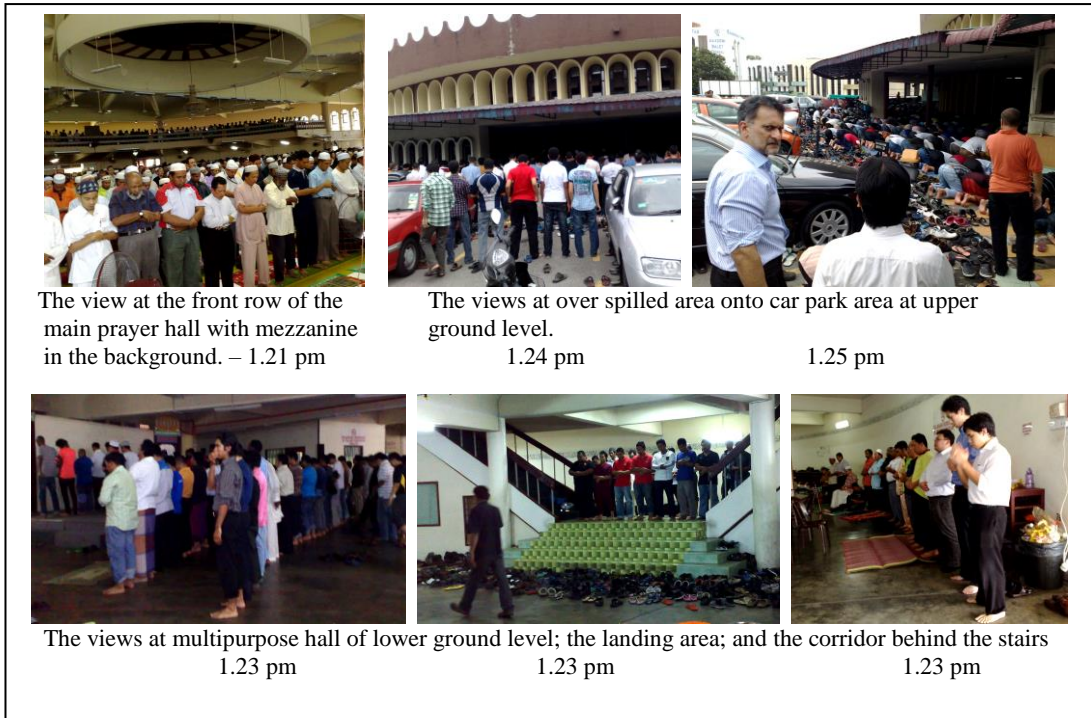 The view at the front row of the
main prayer hall with mezzanine
in the background. – 1.21 pm
The views at over spilled area onto car park area at upper
ground level.
1.24 pm 1.25 pm
The views at multipurpose hall of lower ground level; the landing area; and the corridor behind the stairs
1.23 pm 1.23 pm 1.23 pm